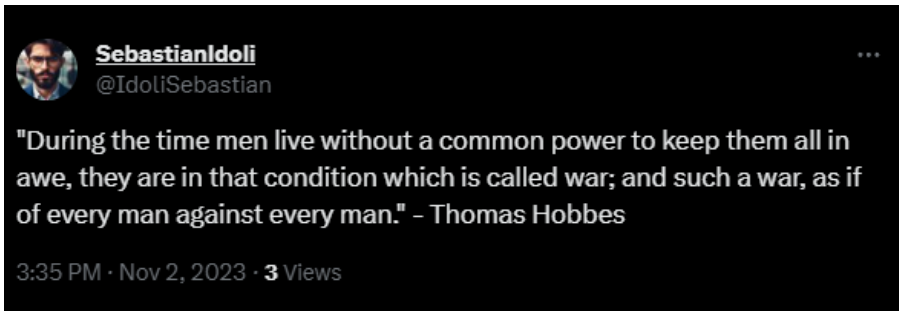 SebastianIdoli
@IdoliSebastian
"During the time men live without a common power to keep them all in
awe, they are in that condition which is called war; and such a war, as if
of every man against every man." - Thomas Hobbes
3:35 PM · Nov 2, 2023 · 3 Views